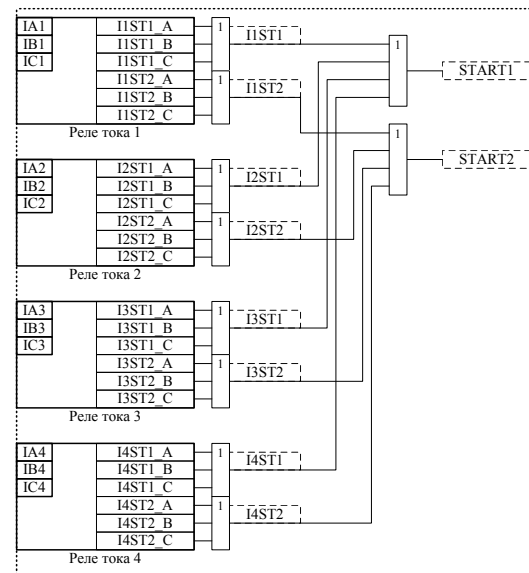 IA1
IB1
IC1
I1ST1_A
I1ST1_B
I1ST1_C
I1ST2_A
I1ST2_B
I1ST2_C
1
1
I1ST1
I1ST2
Реле тока 1
1
START1
1
START2
IA2
IB2
IC2
I2ST1_A
I2ST1_B
I2ST1_C
I2ST2_A
I2ST2_B
I2ST2_C
1
1
I2ST1
I2ST2
Реле тока 2
IA3
IB3
IC3
I3ST1_A
I3ST1_B
I3ST1_C
I3ST2_A
I3ST2_B
I3ST2_C
1
1
I3ST1
I3ST2
Реле тока 3
IA4
IB4
IC4
I4ST1_A
I4ST1_B
I4ST1_C
I4ST2_A
I4ST2_B
I4ST2_C
1
1
I4ST1
I4ST2
Реле тока 4